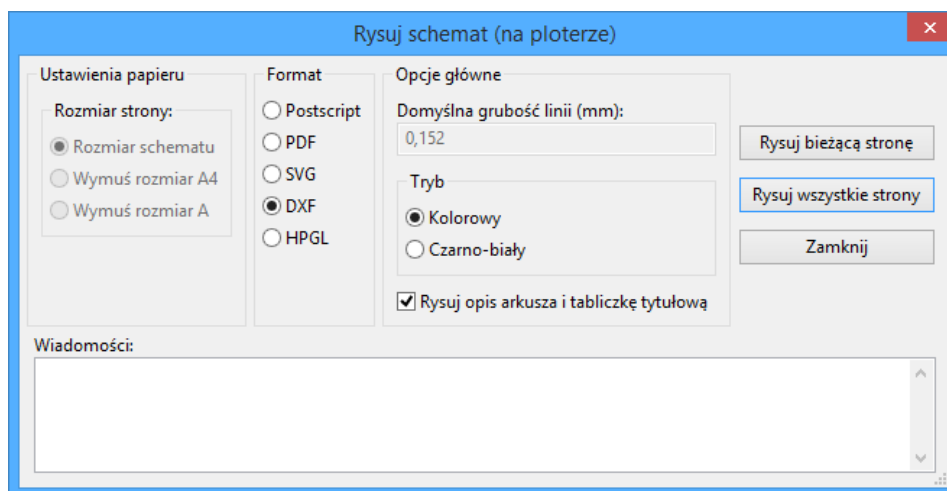 Rysuj schemat (na ploterze)
Ustawienia papieru
Rozmiar strony:
Rozmiar schematu
Wymuś rozmiar A4
Wymuś rozmiar A
Format
Postscript
PDF
SVG
DXF
HPGL
Opcje główne
Domyślna grubość linii (mm):
0,152
Tryb
Kolorowy
Czarno-biały
Rysuj opis arkusza i tabliczkę tytułową
Rysuj bieżącą stronę
Rysuj wszystkie strony
Zamknij
Wiadomości: